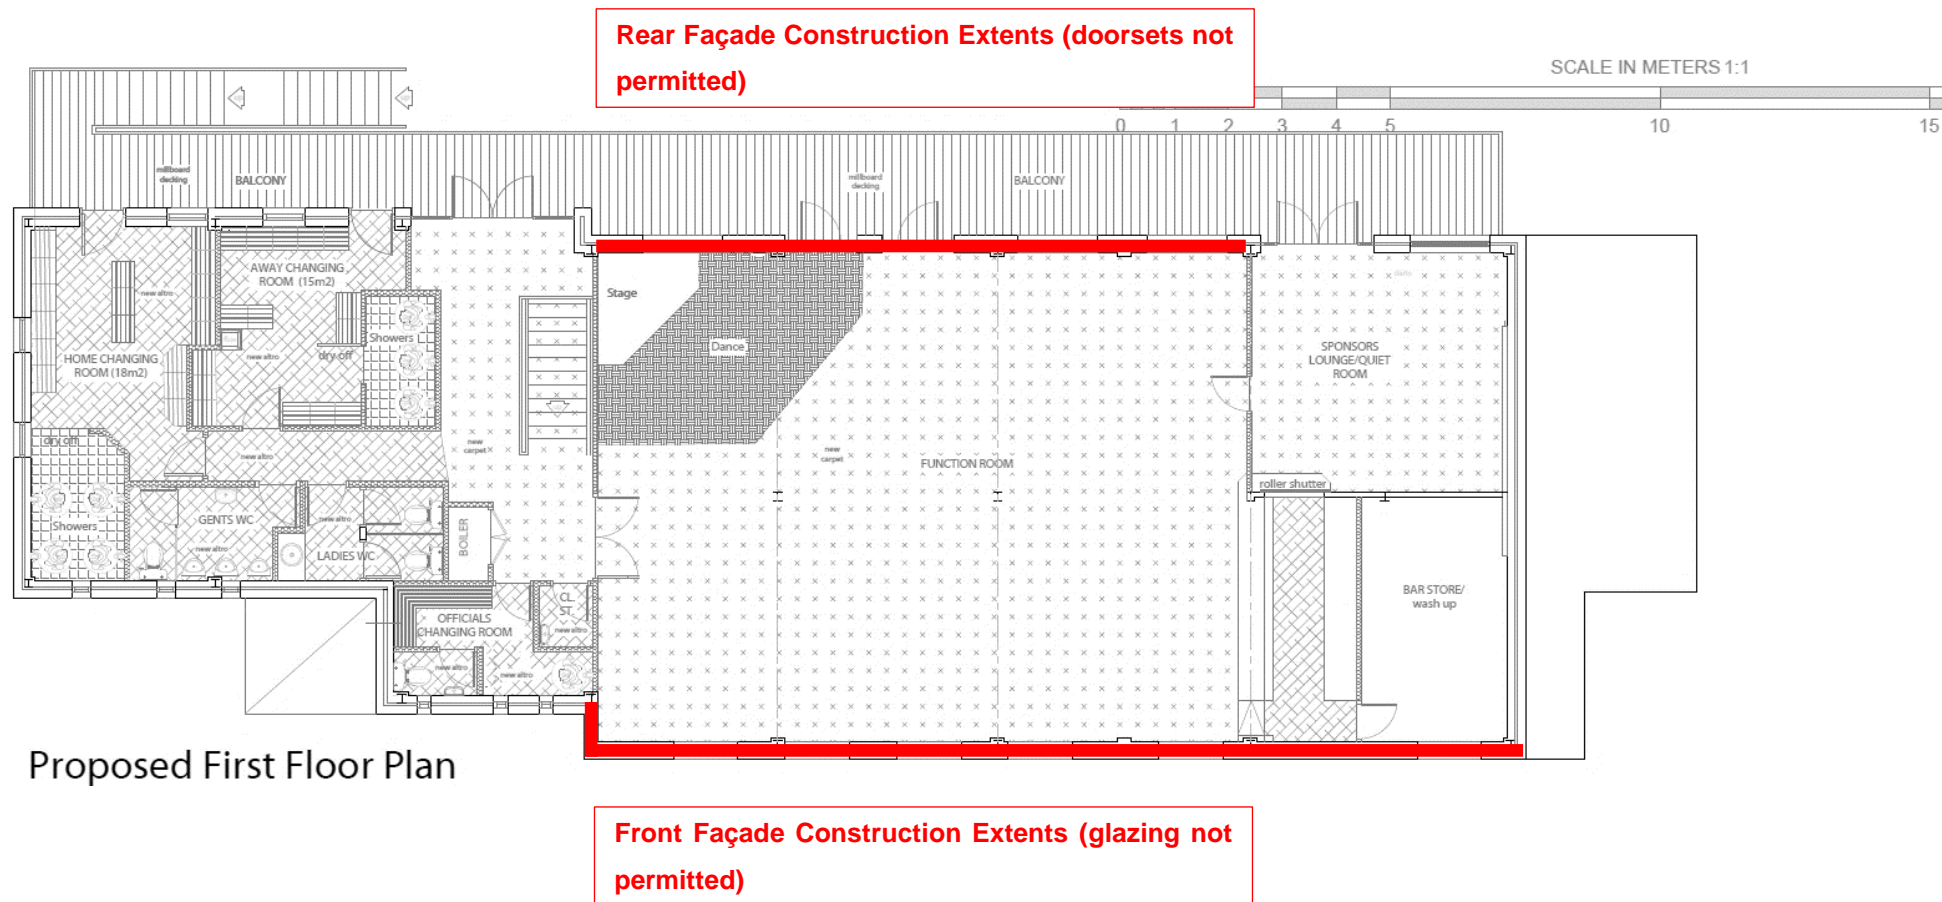 Rear Façade Construction Extents (doorsets not
permitted)
SCALE IN METERS 1:1
0 1 2 3 4 5 10 15
up
millboard
decking
BALCONY
millboard
decking
BALCONY
AWAY CHANGING
ROOM (15m2)
new altro
Stage
Showers
Dance
HOME CHANGING
ROOM (18m2)
new altro
dry off
SPONSORS
LOUNGE/QUIET
ROOM
dry off
new altro
new
carpet
new
carpet
FUNCTION ROOM
roller shutter
Showers
GENTS WC
new altro
new altro
LADIES WC
BOILER
CL.
ST.
new altro
OFFICIALS
CHANGING ROOM
new altro
new altro
BAR STORE/
wash up
Proposed First Floor Plan
Front Façade Construction Extents (glazing not
permitted)